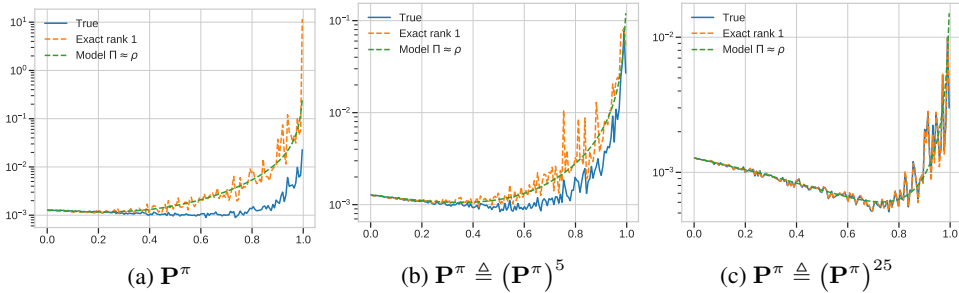 True
Exact rank 1
Model Π ≈ ρ
10¹
10⁰
10⁻¹
10⁻²
10⁻³
0.0 0.2 0.4 0.6 0.8 1.0
(a) P^π
True
Exact rank 1
Model Π ≈ ρ
10⁻¹
10⁻²
10⁻³
0.0 0.2 0.4 0.6 0.8 1.0
(b) P^π ≜ (P^π)^5
True
Exact rank 1
Model Π ≈ ρ
10⁻²
10⁻³
0.0 0.2 0.4 0.6 0.8 1.0
(c) P^π ≜ (P^π)^25